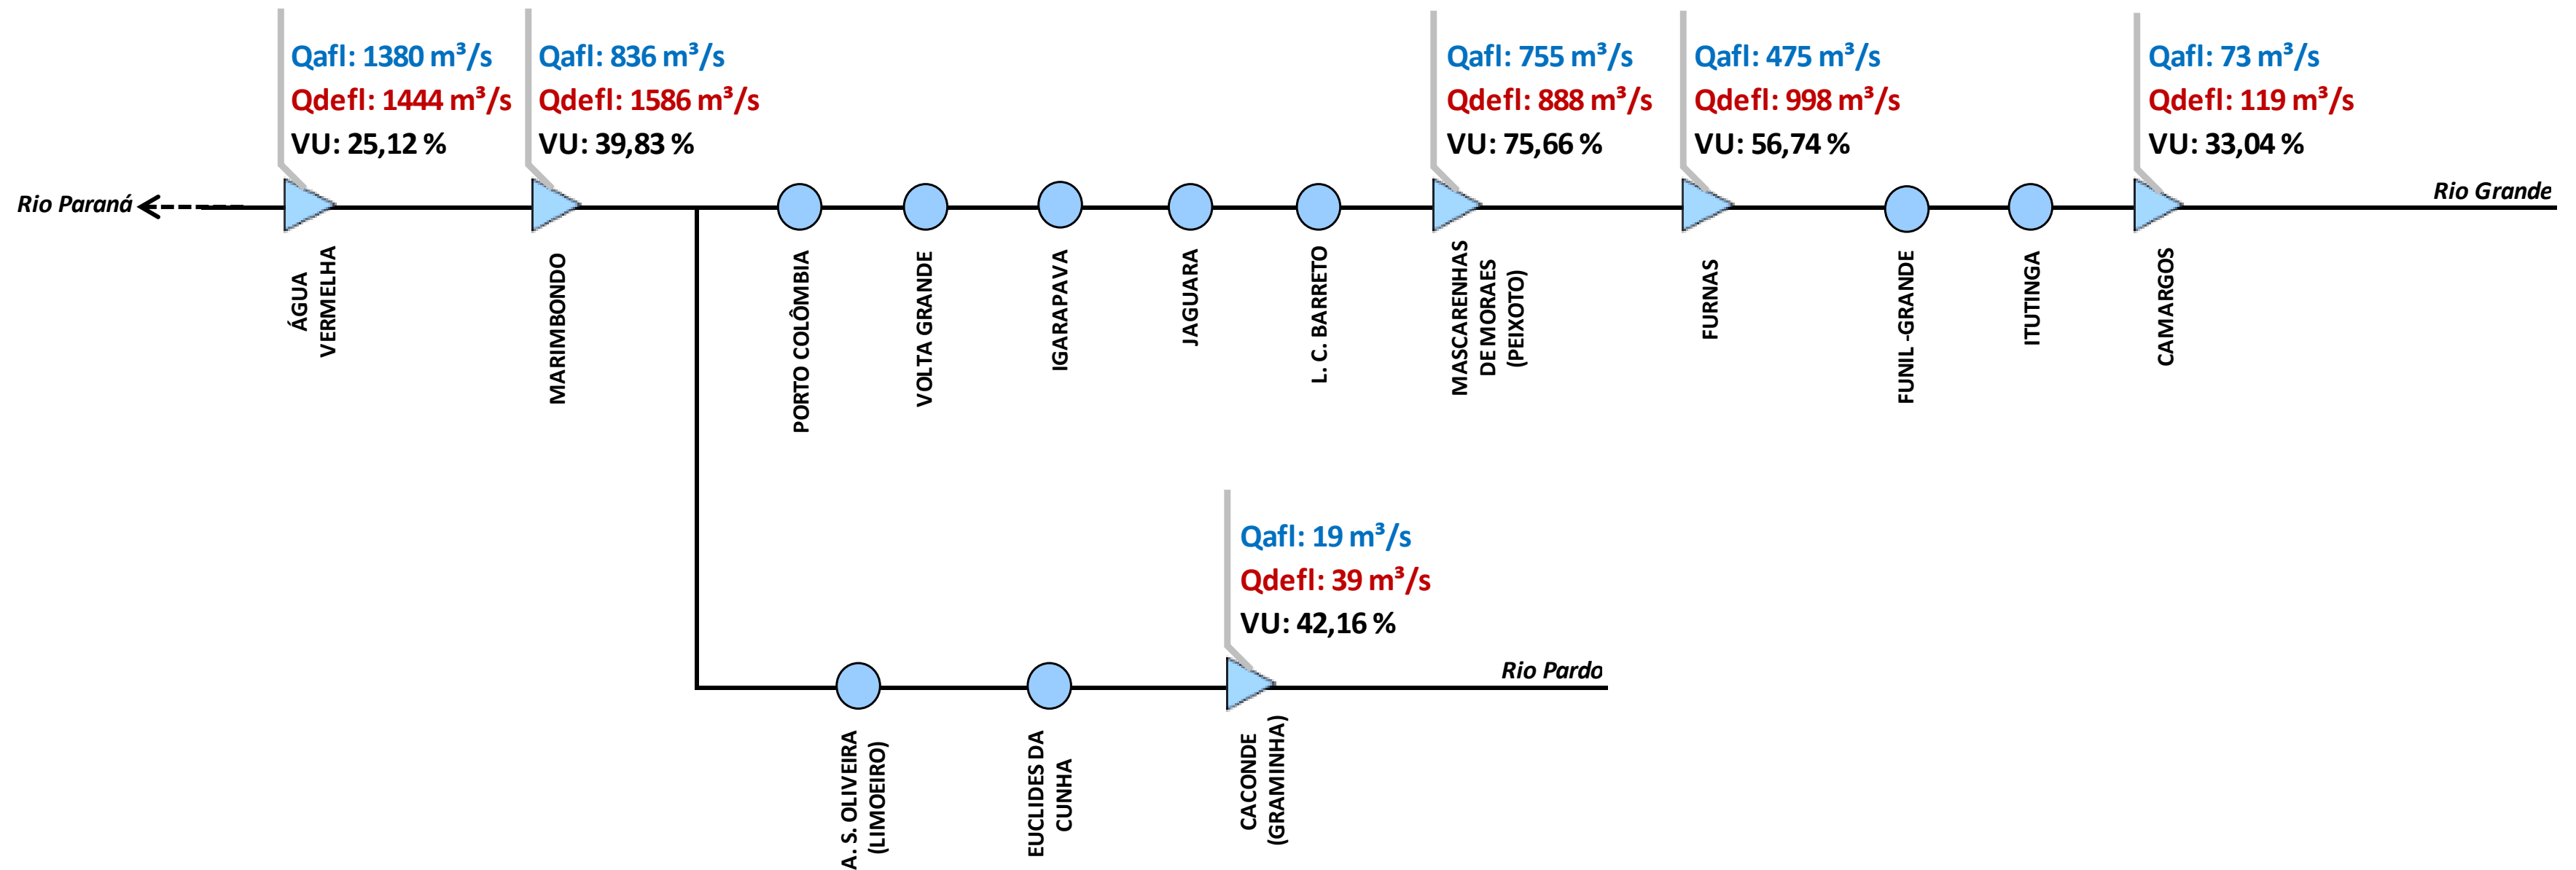 Qafl: 1380 m³/s
Qdefl: 1444 m³/s
VU: 25,12 %
Qafl: 836 m³/s
Qdefl: 1586 m³/s
VU: 39,83 %
Qafl: 755 m³/s
Qdefl: 888 m³/s
VU: 75,66 %
Qafl: 475 m³/s
Qdefl: 998 m³/s
VU: 56,74 %
Qafl: 73 m³/s
Qdefl: 119 m³/s
VU: 33,04 %
Rio Paraná
Rio Grande
ÁGUA
VERMELHA
MARIMBONDO
PORTO COLÔMBIA
VOLTA GRANDE
IGARAPAVA
JAGUARA
L. C. BARRETO
MASCARENHAS
DE MORAES
(PEIXOTO)
FURNAS
FUNIL -GRANDE
ITUTINGA
CAMARGOS
Qafl: 19 m³/s
Qdefl: 39 m³/s
VU: 42,16 %
Rio Pardo
A. S. OLIVEIRA
(LIMOEIRO)
EUCLIDES DA
CUNHA
CACONDE
(GRAMINHA)